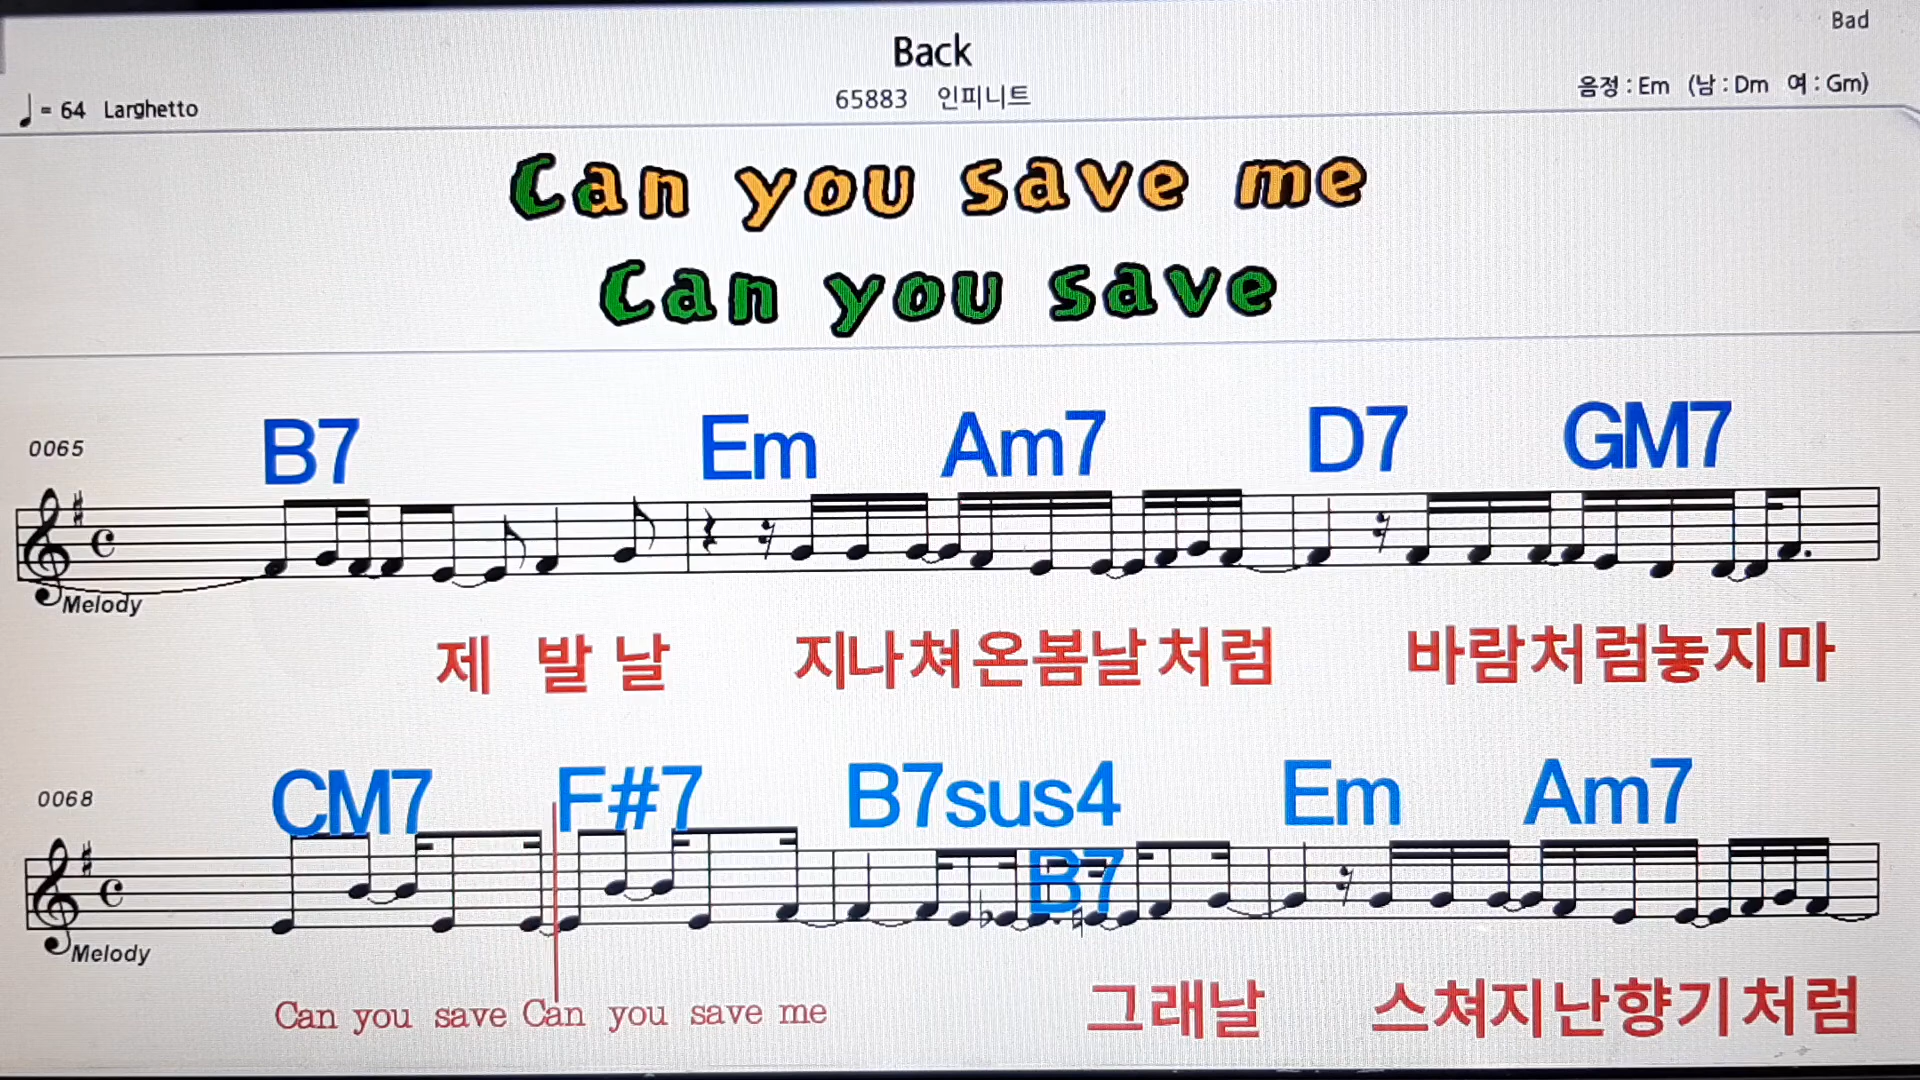 Bad
Back
♩ = 64 Larghetto
65883 인피니트
음정 : Em (남 : Dm 여 : Gm)
Can you save me
Can you save
0065
B7 Em Am7 D7 GM7
Melody
제 발 날 지나쳐온봄날처럼 바람처럼놓지마
0068
CM7 F#7 B7sus4 Em Am7
B7
Melody
Can you save Can you save me 그래날 스쳐지난향기처럼